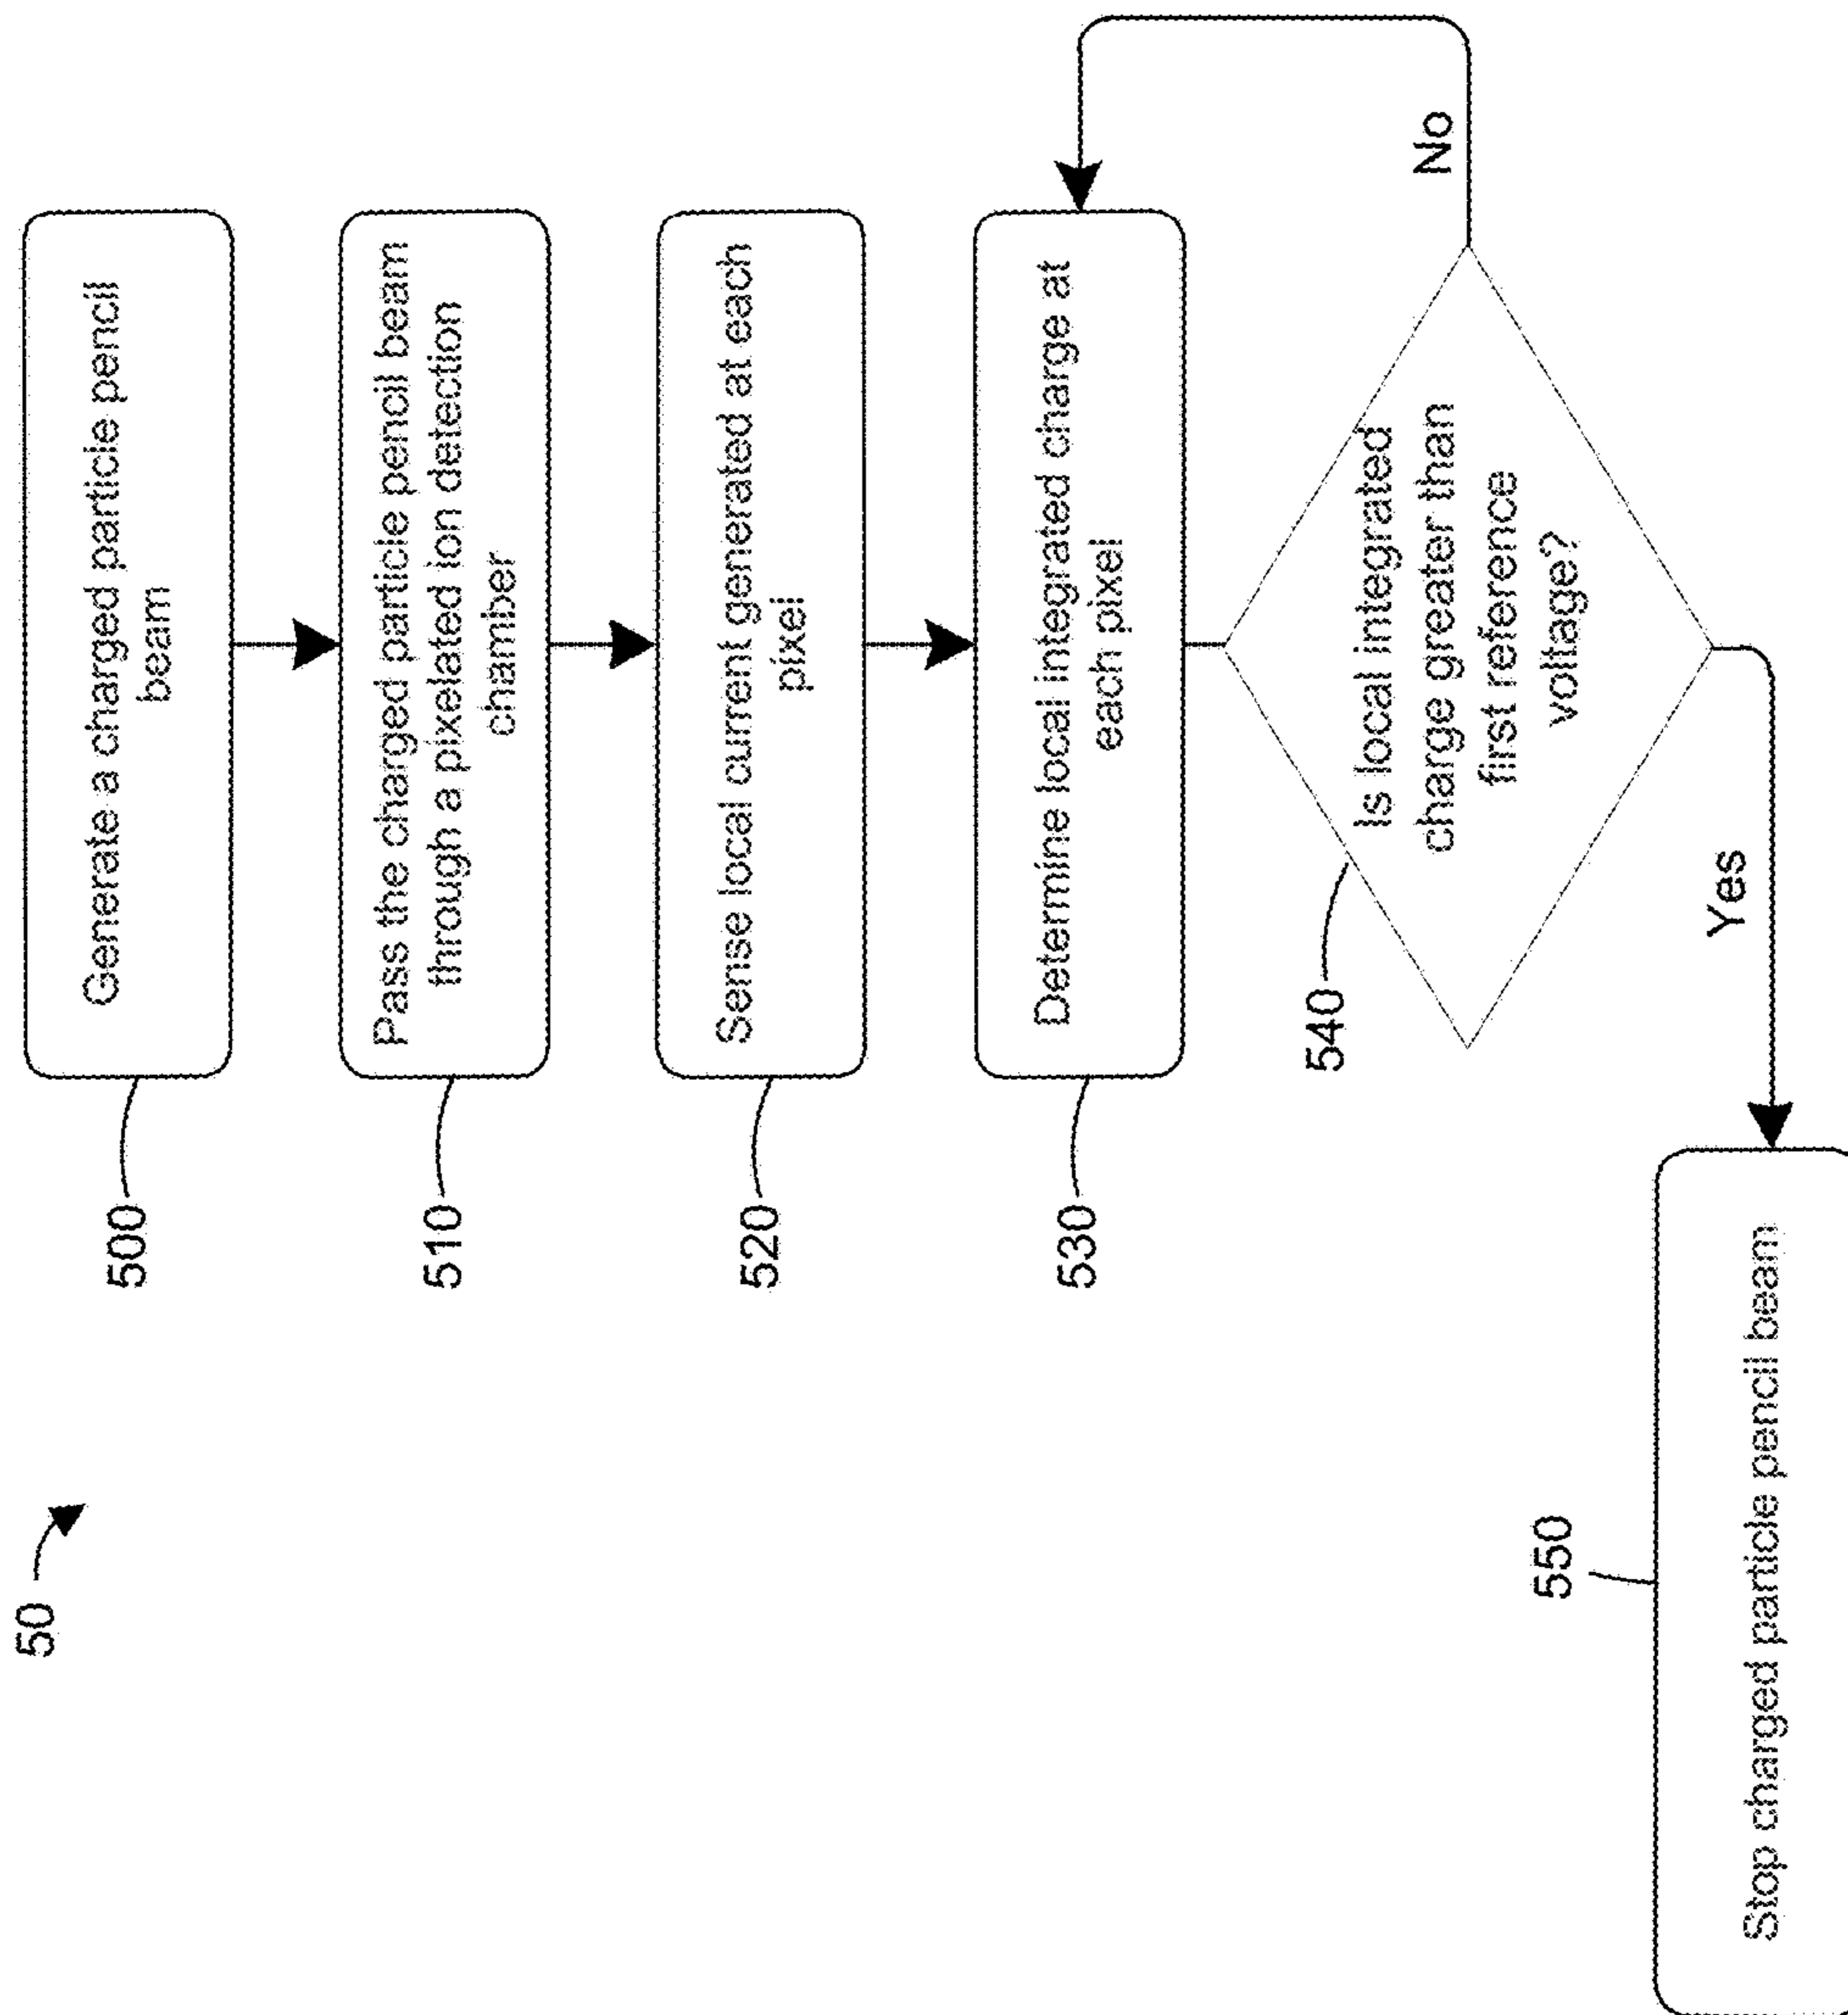 50
500
Generate a charged particle pencil
beam
510
Pass the charged particle pencil beam
through a pixelated ion detection
chamber
520
Sense local current generated at each
pixel
530
Determine local integrated charge at
each pixel
540
Is local integrated
charge greater than
first reference
voltage?
No
Yes
550
Stop charged particle pencil beam